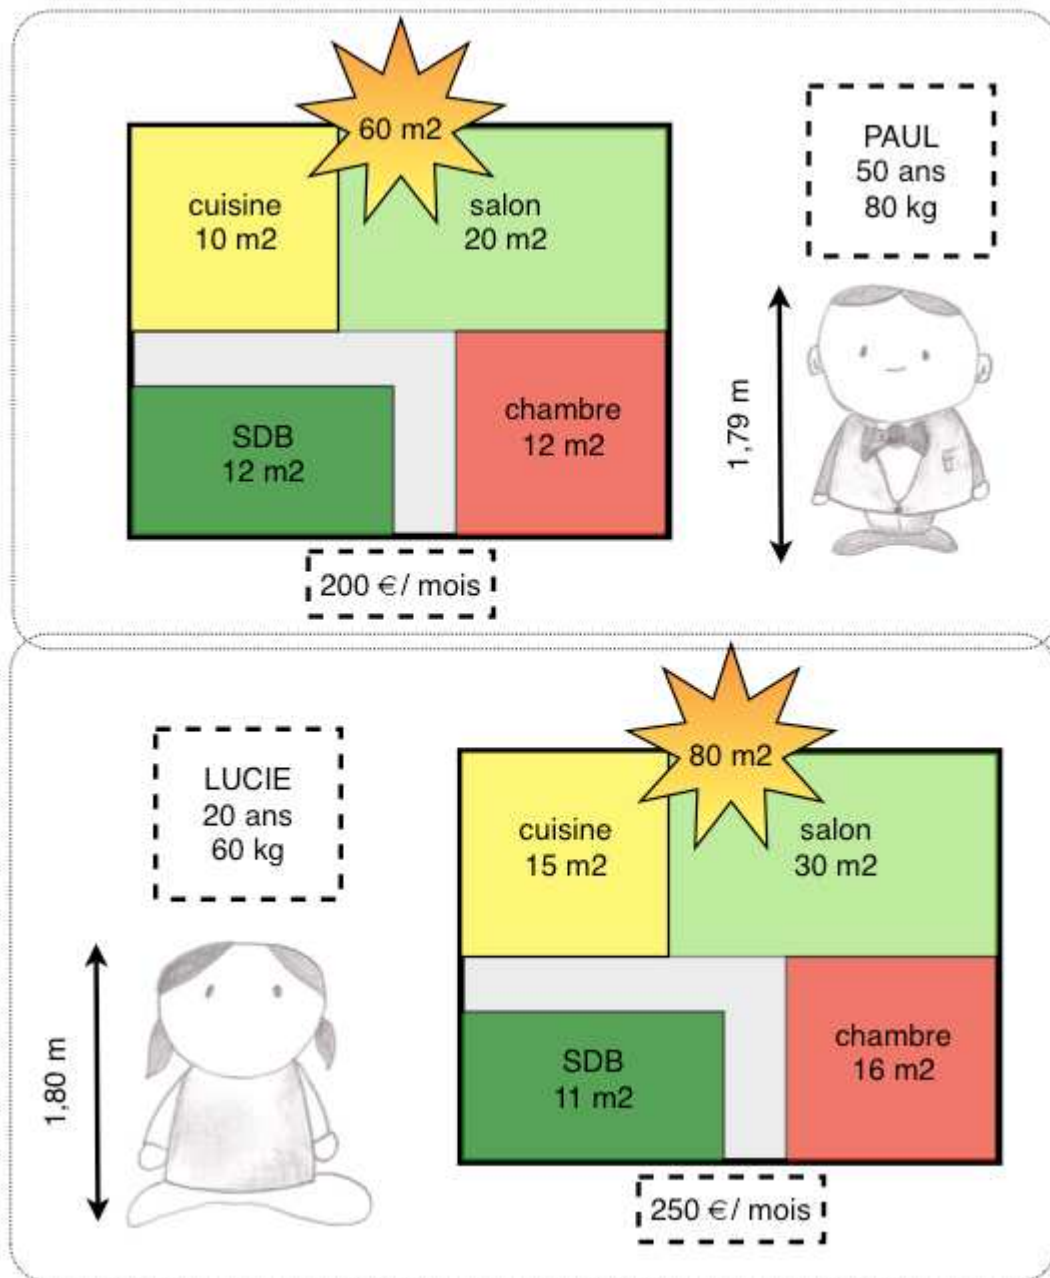 60 m2
cuisine
10 m2
salon
20 m2
SDB
12 m2
chambre
12 m2
200 €/ mois
PAUL
50 ans
80 kg
1,79 m
LUCIE
20 ans
60 kg
1,80 m
80 m2
cuisine
15 m2
salon
30 m2
SDB
11 m2
chambre
16 m2
250 €/ mois